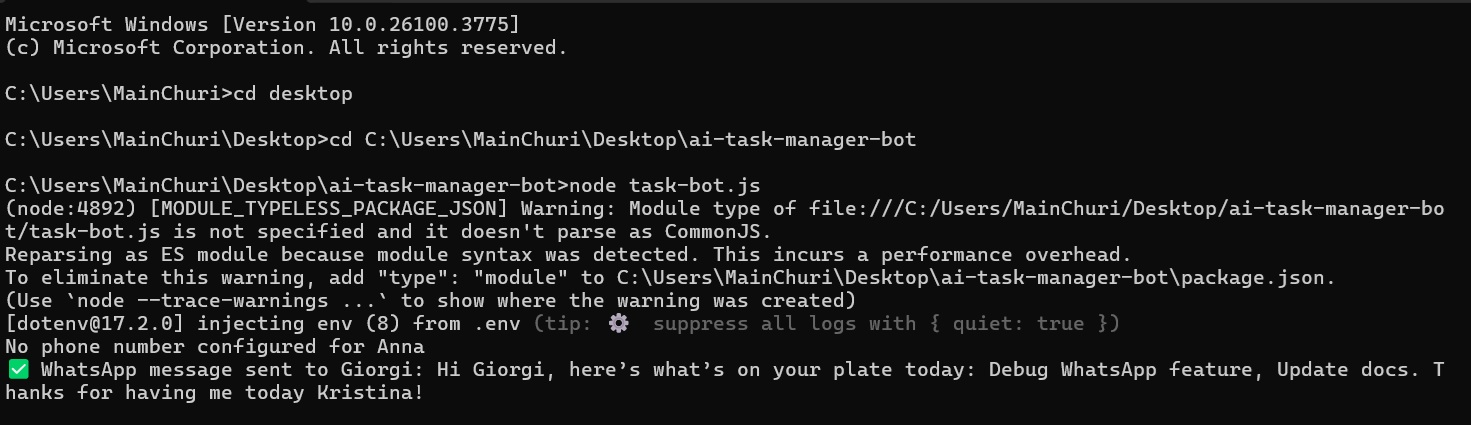 Microsoft Windows [Version 10.0.26100.3775]
(c) Microsoft Corporation. All rights reserved.
C:\Users\MainChuri>cd desktop
C:\Users\MainChuri\Desktop>cd C:\Users\MainChuri\Desktop\ai-task-manager-bot
C:\Users\MainChuri\Desktop\ai-task-manager-bot>node task-bot.js
(node:4892) [MODULE_TYPELESS_PACKAGE_JSON] Warning: Module type of file:///C:/Users/MainChuri/Desktop/ai-task-manager-bo
t/task-bot.js is not specified and it doesn't parse as CommonJS.
Reparsing as ES module because module syntax was detected. This incurs a performance overhead.
To eliminate this warning, add "type": "module" to C:\Users\MainChuri\Desktop\ai-task-manager-bot\package.json.
(Use `node --trace-warnings ...` to show where the warning was created)
[dotenv@17.2.0] injecting env (8) from .env (tip: ⚙️ suppress all logs with { quiet: true })
No phone number configured for Anna
✅ WhatsApp message sent to Giorgi: Hi Giorgi, here’s what’s on your plate today: Debug WhatsApp feature, Update docs. T
hanks for having me today Kristina!